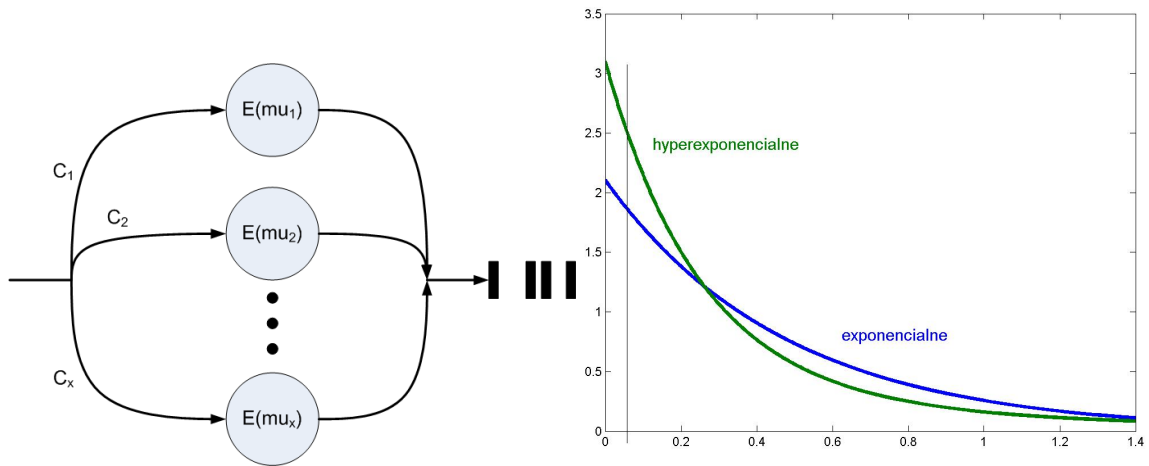 C1
E(mu1)
C2
E(mu2)
Cx
E(mux)
3.5
3
2.5
2
1.5
1
0.5
0
hyperexponencialne
exponencialne
0 0.2 0.4 0.6 0.8 1 1.2 1.4